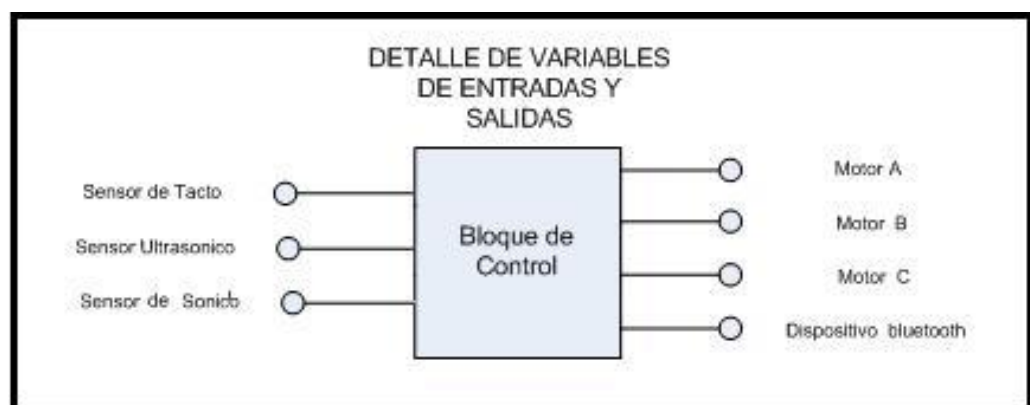 DETALLE DE VARIABLES
DE ENTRADAS Y
SALIDAS
Sensor de Tacto
Sensor Ultrasonico
Sensor de Sonido
Bloque de
Control
Motor A
Motor B
Motor C
Dispositivo bluetooth